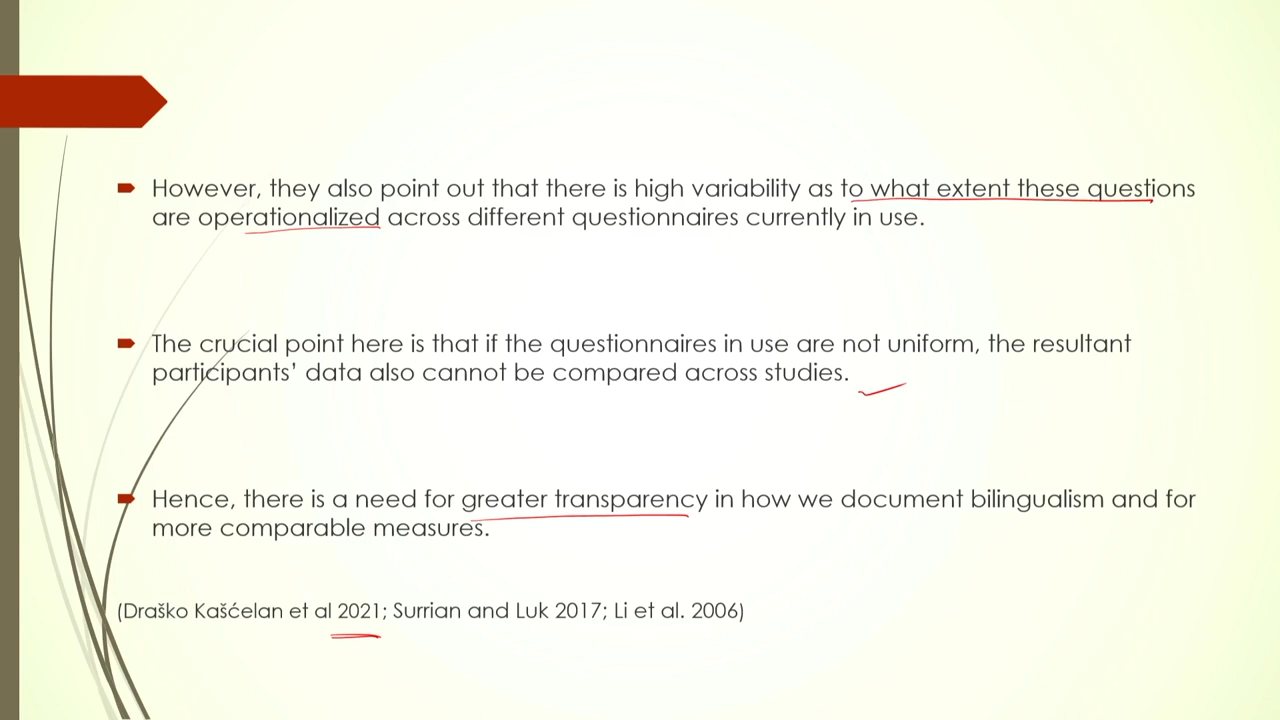 However, they also point out that there is high variability as to what extent these questions
are operationalized across different questionnaires currently in use.
The crucial point here is that if the questionnaires in use are not uniform, the resultant
participants’ data also cannot be compared across studies.
Hence, there is a need for greater transparency in how we document bilingualism and for
more comparable measures.
(Draško Kašćelan et al 2021; Surrian and Luk 2017; Li et al. 2006)